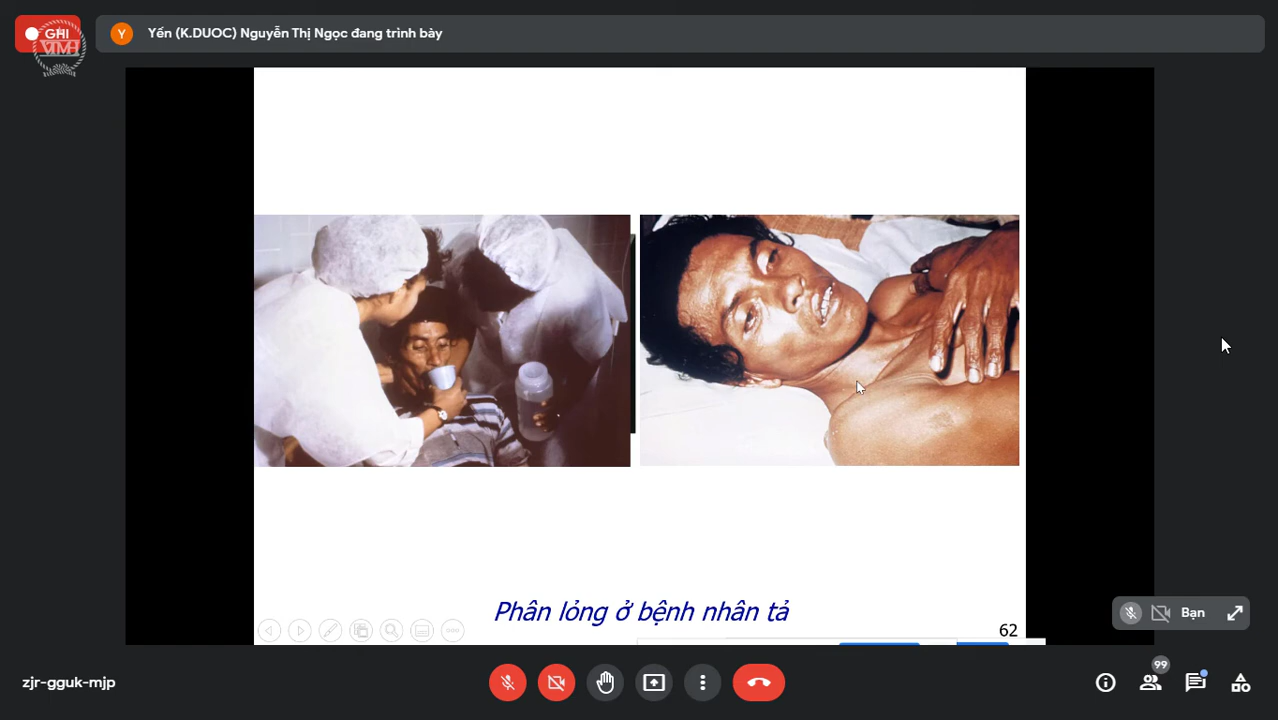 GHI
VTMH
Y
Yến (K.DUOC) Nguyễn Thị Ngọc đang trình bày
Phân lỏng ở bệnh nhân tả
62
Bạn
zjr-gguk-mjp
99